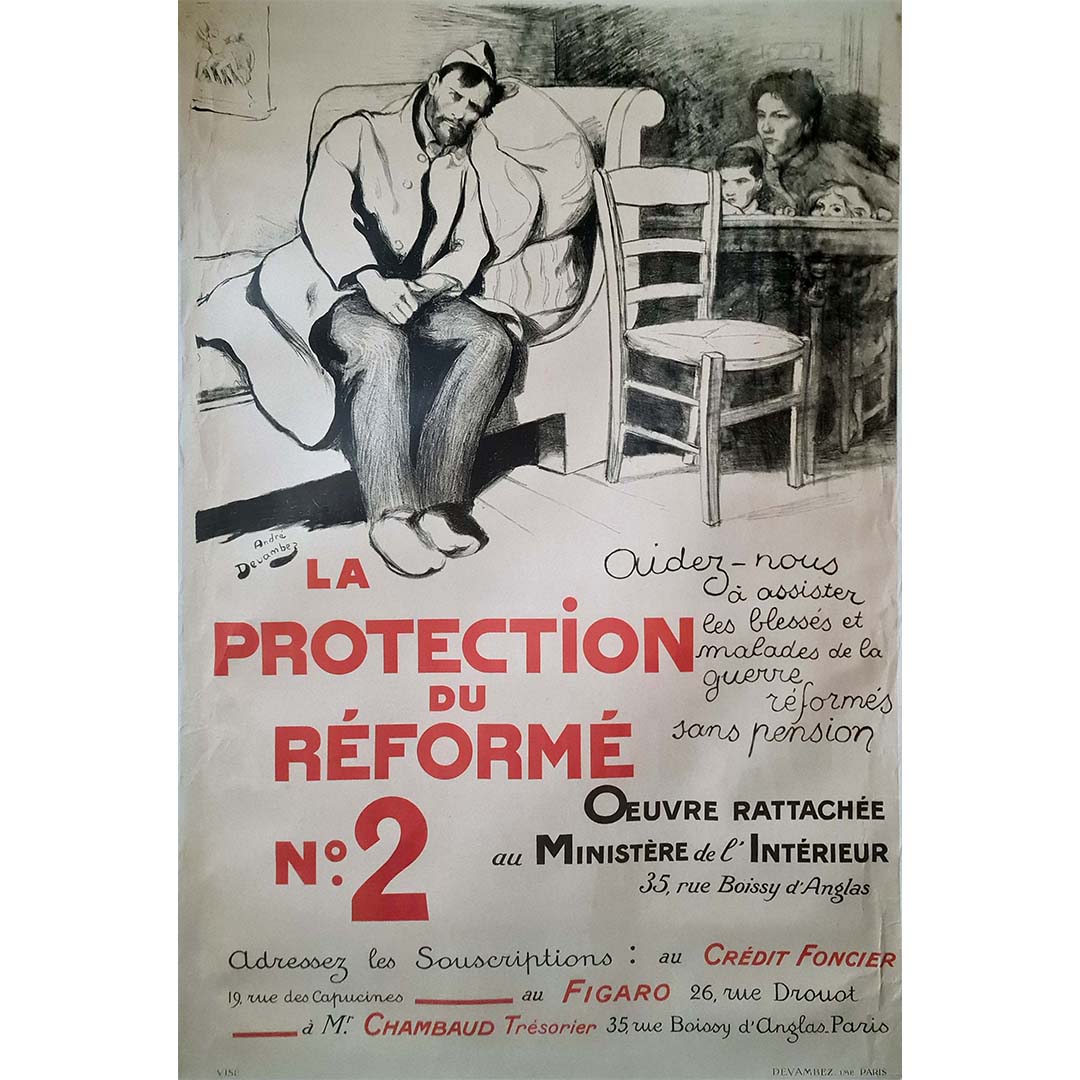 André
Devambez
LA
PROTECTION
DU
RÉFORMÉ
No: 2
Aidez-nous
à assister
les blessés et
malades de la
guerre
réformés
sans pension
OEUVRE RATTACHÉE
au MINISTÈRE de l'INTÉRIEUR
35, rue Boissy d'Anglas
Adressez les Souscriptions : au CRÉDIT FONCIER
19, rue des Capucines au FIGARO 26, rue Drouot
à Mr. CHAMBAUD Trésorier 35, rue Boissy d'Anglas. Paris
VISÉ
DEVAMBEZ. IMP. PARIS